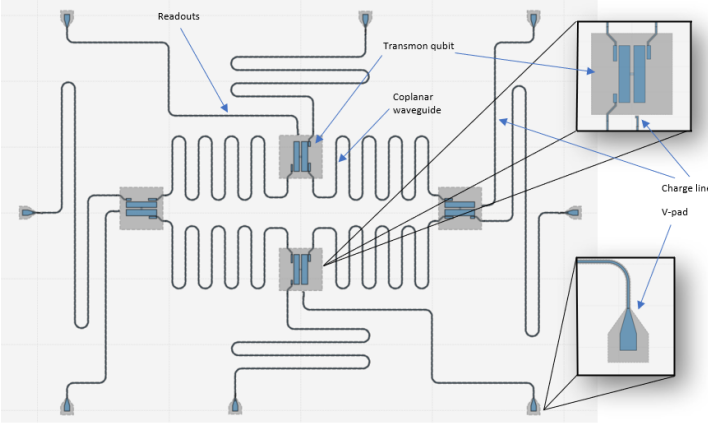 Readouts
Transmon qubit
Coplanar
waveguide
Charge line
V-pad